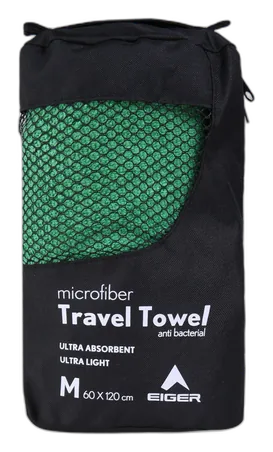 microfiber
Travel Towel
anti bacterial
ULTRA ABSORBENT
ULTRA LIGHT
M 60 X 120 cm
EIGER